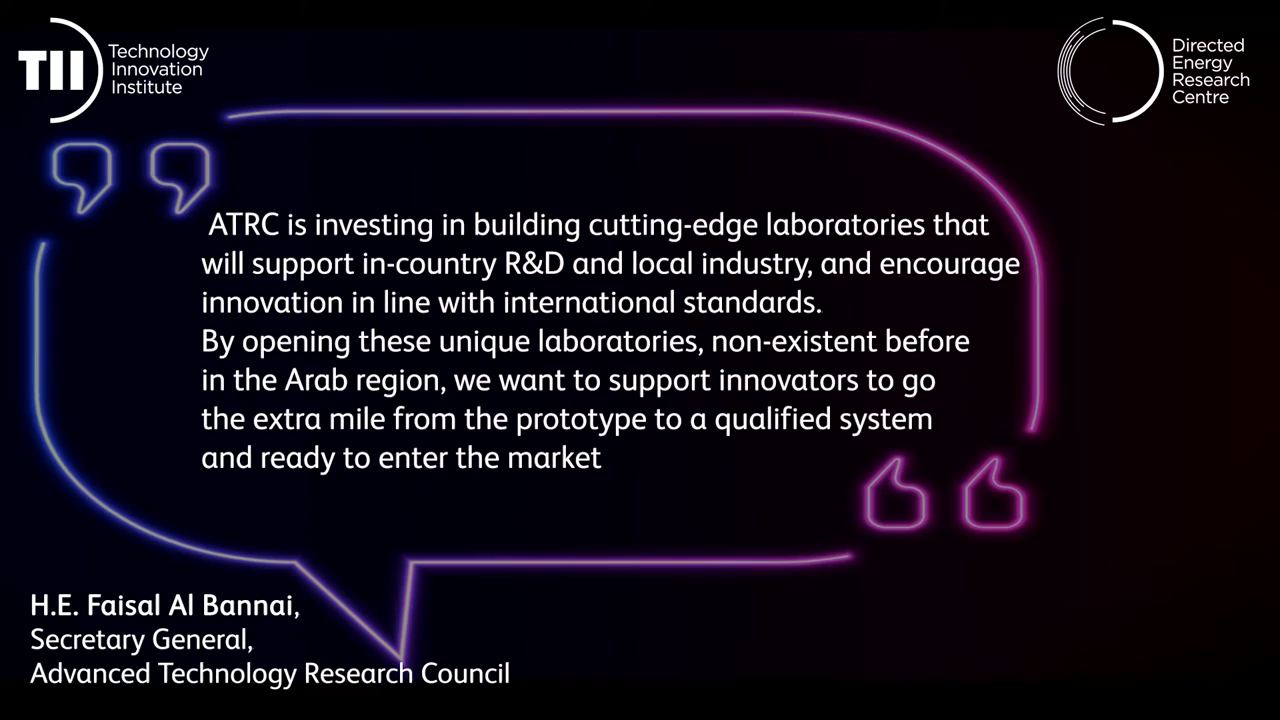 TII Technology
Innovation
Institute
Directed
Energy
Research
Centre
ATRC is investing in building cutting-edge laboratories that
will support in-country R&D and local industry, and encourage
innovation in line with international standards.
By opening these unique laboratories, non-existent before
in the Arab region, we want to support innovators to go
the extra mile from the prototype to a qualified system
and ready to enter the market
H.E. Faisal Al Bannai,
Secretary General,
Advanced Technology Research Council